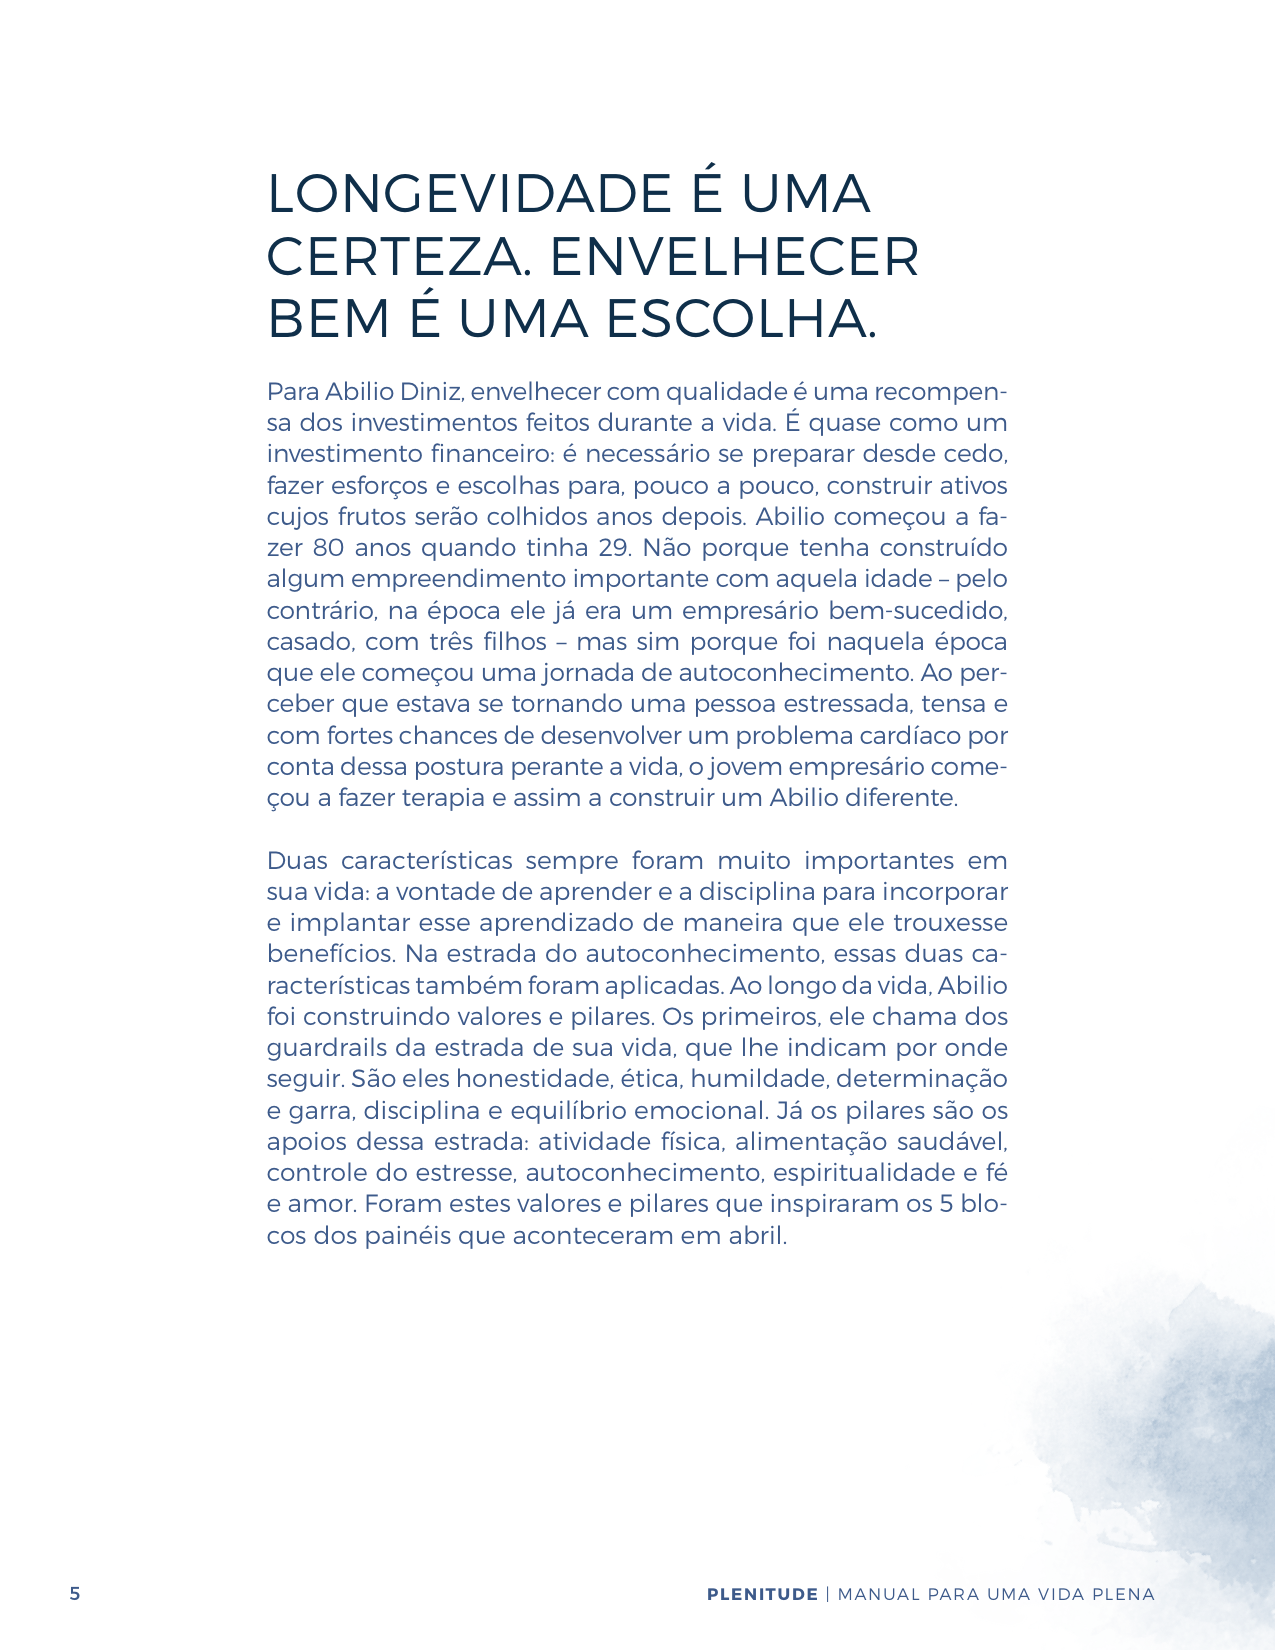 LONGEVIDADE É UMA
CERTEZA. ENVELHECER
BEM É UMA ESCOLHA.
Para Abilio Diniz, envelhecer com qualidade é uma recompen-
sa dos investimentos feitos durante a vida. É quase como um
investimento financeiro: é necessário se preparar desde cedo,
fazer esforços e escolhas para, pouco a pouco, construir ativos
cujos frutos serão colhidos anos depois. Abilio começou a fa-
zer 80 anos quando tinha 29. Não porque tenha construído
algum empreendimento importante com aquela idade – pelo
contrário, na época ele já era um empresário bem-sucedido,
casado, com três filhos – mas sim porque foi naquela época
que ele começou uma jornada de autoconhecimento. Ao per-
ceber que estava se tornando uma pessoa estressada, tensa e
com fortes chances de desenvolver um problema cardíaco por
conta dessa postura perante a vida, o jovem empresário come-
çou a fazer terapia e assim a construir um Abilio diferente.
Duas características sempre foram muito importantes em
sua vida: a vontade de aprender e a disciplina para incorporar
e implantar esse aprendizado de maneira que ele trouxesse
benefícios. Na estrada do autoconhecimento, essas duas ca-
racterísticas também foram aplicadas. Ao longo da vida, Abilio
foi construindo valores e pilares. Os primeiros, ele chama dos
guardrails da estrada de sua vida, que lhe indicam por onde
seguir. São eles honestidade, ética, humildade, determinação
e garra, disciplina e equilíbrio emocional. Já os pilares são os
apoios dessa estrada: atividade física, alimentação saudável,
controle do estresse, autoconhecimento, espiritualidade e fé
e amor. Foram estes valores e pilares que inspiraram os 5 blo-
cos dos painéis que aconteceram em abril.
5
PLENITUDE | MANUAL PARA UMA VIDA PLENA